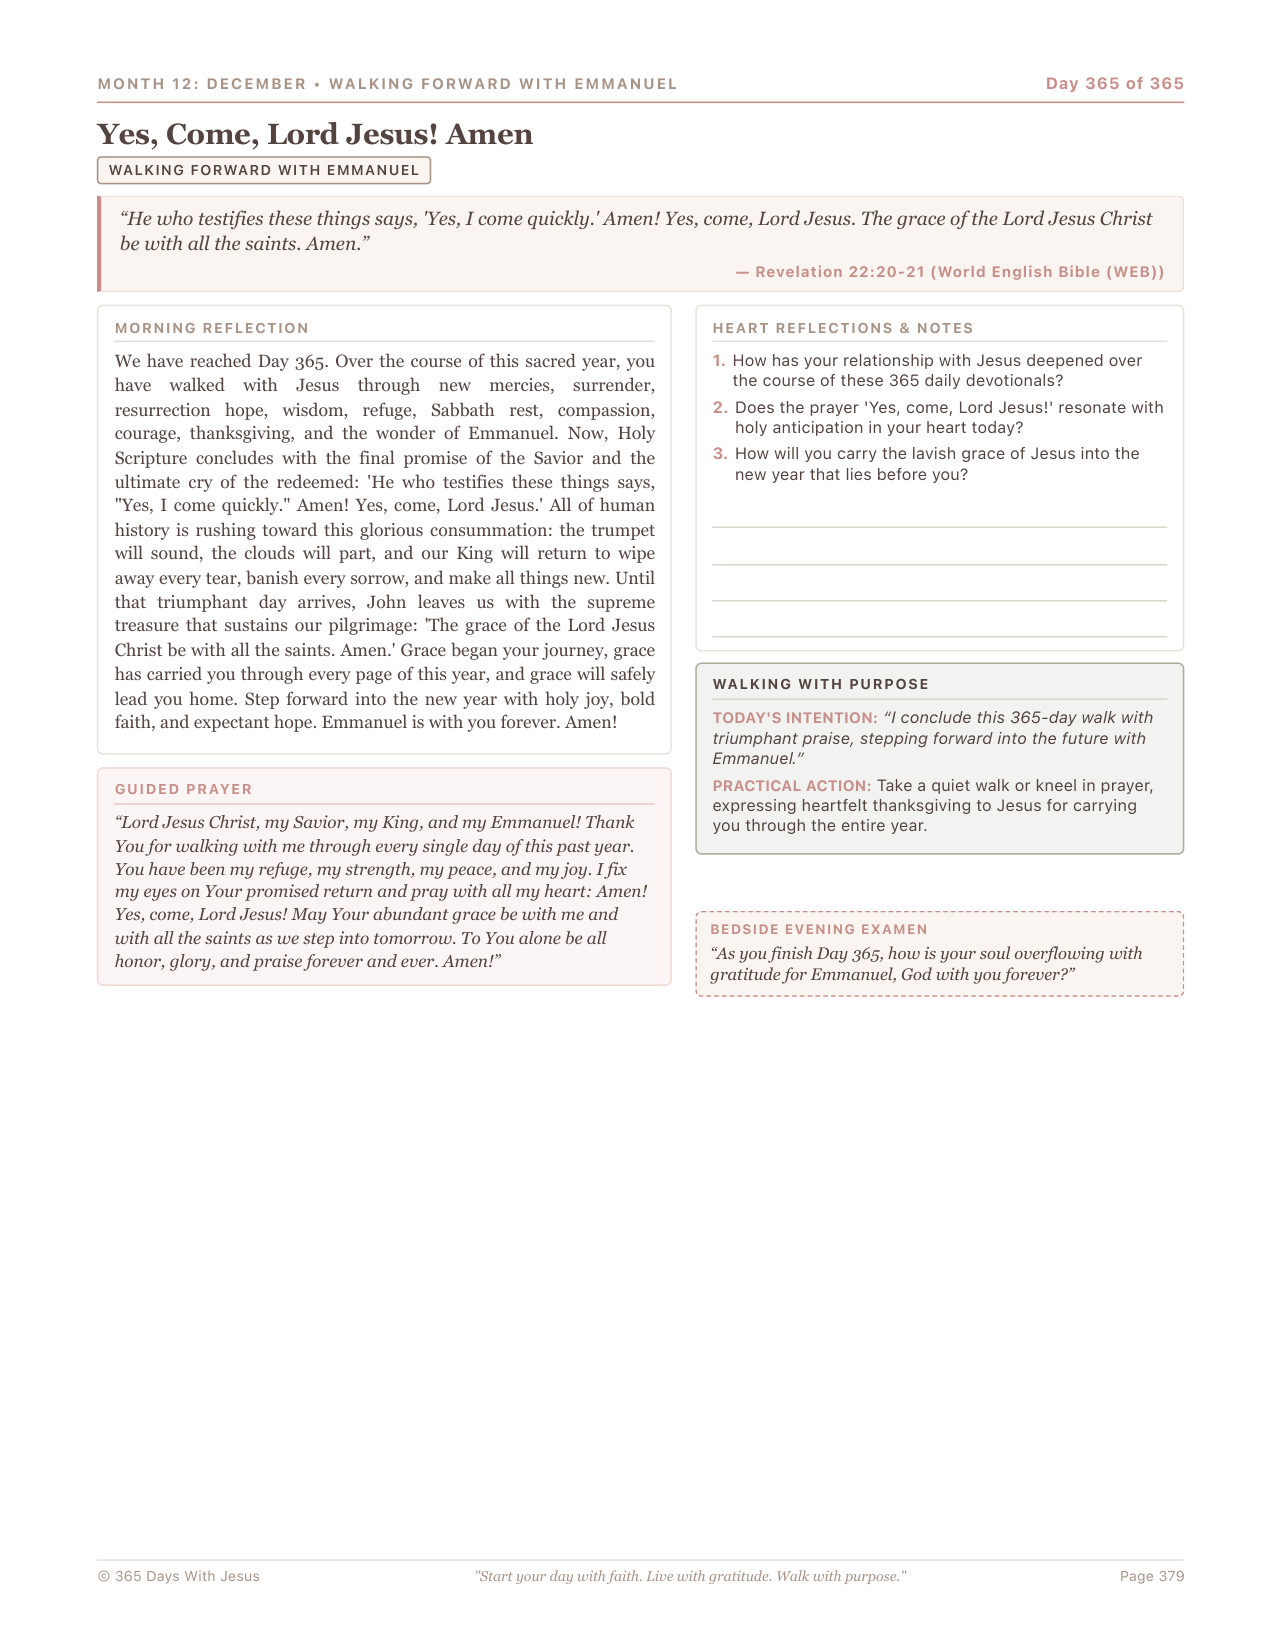 MONTH 12: DECEMBER • WALKING FORWARD WITH EMMANUEL
Day 365 of 365
Yes, Come, Lord Jesus! Amen
WALKING FORWARD WITH EMMANUEL
“He who testifies these things says, 'Yes, I come quickly.' Amen! Yes, come, Lord Jesus. The grace of the Lord Jesus Christ
be with all the saints. Amen.”
— Revelation 22:20-21 (World English Bible (WEB))
MORNING REFLECTION
We have reached Day 365. Over the course of this sacred year, you
have walked with Jesus through new mercies, surrender,
resurrection hope, wisdom, refuge, Sabbath rest, compassion,
courage, thanksgiving, and the wonder of Emmanuel. Now, Holy
Scripture concludes with the final promise of the Savior and the
ultimate cry of the redeemed: 'He who testifies these things says,
"Yes, I come quickly." Amen! Yes, come, Lord Jesus.' All of human
history is rushing toward this glorious consummation: the trumpet
will sound, the clouds will part, and our King will return to wipe
away every tear, banish every sorrow, and make all things new. Until
that triumphant day arrives, John leaves us with the supreme
treasure that sustains our pilgrimage: 'The grace of the Lord Jesus
Christ be with all the saints. Amen.' Grace began your journey, grace
has carried you through every page of this year, and grace will safely
lead you home. Step forward into the new year with holy joy, bold
faith, and expectant hope. Emmanuel is with you forever. Amen!
GUIDED PRAYER
“Lord Jesus Christ, my Savior, my King, and my Emmanuel! Thank
You for walking with me through every single day of this past year.
You have been my refuge, my strength, my peace, and my joy. I fix
my eyes on Your promised return and pray with all my heart: Amen!
Yes, come, Lord Jesus! May Your abundant grace be with me and
with all the saints as we step into tomorrow. To You alone be all
honor, glory, and praise forever and ever. Amen!”
HEART REFLECTIONS & NOTES
1. How has your relationship with Jesus deepened over
the course of these 365 daily devotionals?
2. Does the prayer 'Yes, come, Lord Jesus!' resonate with
holy anticipation in your heart today?
3. How will you carry the lavish grace of Jesus into the
new year that lies before you?
WALKING WITH PURPOSE
TODAY'S INTENTION: “I conclude this 365-day walk with
triumphant praise, stepping forward into the future with
Emmanuel.”
PRACTICAL ACTION: Take a quiet walk or kneel in prayer,
expressing heartfelt thanksgiving to Jesus for carrying
you through the entire year.
BEDSIDE EVENING EXAMEN
“As you finish Day 365, how is your soul overflowing with
gratitude for Emmanuel, God with you forever?”
© 365 Days With Jesus
"Start your day with faith. Live with gratitude. Walk with purpose."
Page 379